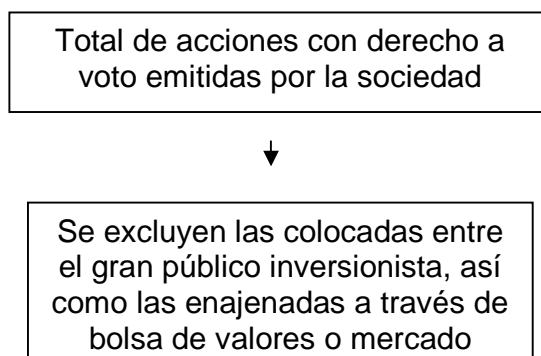 Total de acciones con derecho a
voto emitidas por la sociedad
Se excluyen las colocadas entre
el gran público inversionista, así
como las enajenadas a través de
bolsa de valores o mercado